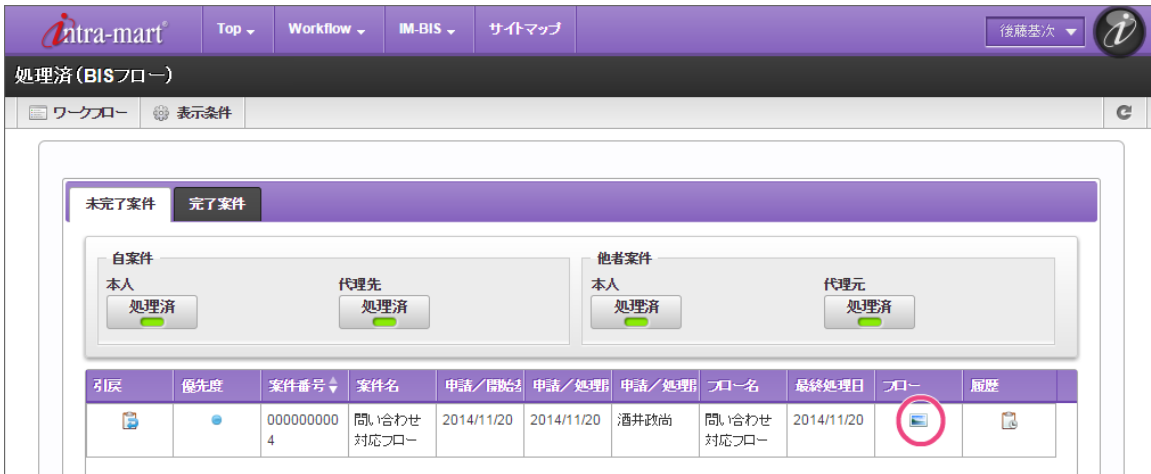 intra-mart Top Workflow IM-BIS サイトマップ 後藤基次
処理済(BISフロー)
ワークフロー 表示条件
未完了案件 完了案件
自案件 他者案件
本人 代理先 本人 代理元
処理済 処理済 処理済 処理済
引戻 優先度 案件番号 案件名 申請/開始 申請/処理 申請/処理 フロー名 最終処理日 フロー 履歴
000000000 問い合わせ 2014/11/20 2014/11/20 酒井政尚 問い合わせ 2014/11/20
4 対応フロー 対応フロー